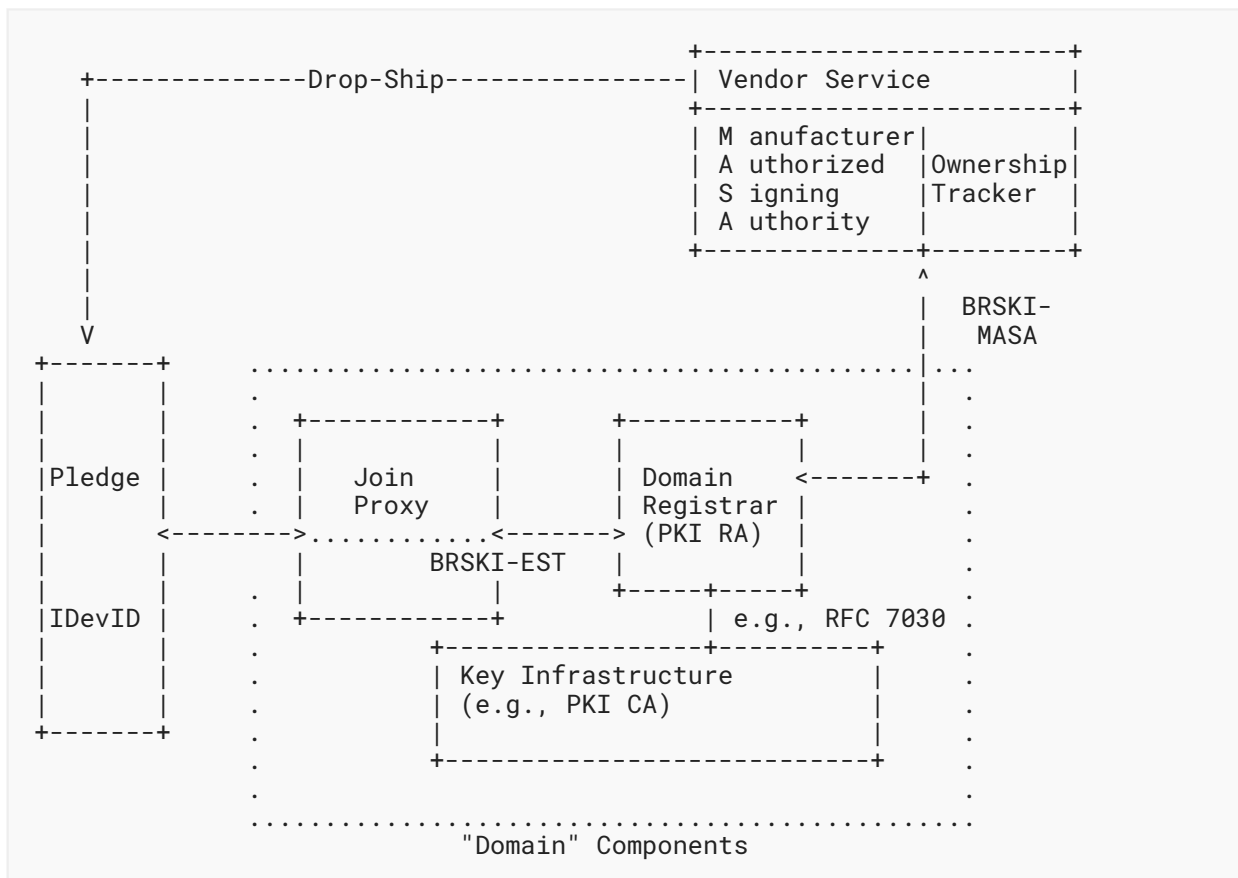 Drop-Ship Vendor Service
M anufacturer
A uthorized Ownership
S igning Tracker
A uthority
BRSKI-
V MASA
Pledge Join Domain
Proxy Registrar
(PKI RA)
BRSKI-EST
IDevID e.g., RFC 7030
Key Infrastructure
(e.g., PKI CA)
"Domain" Components